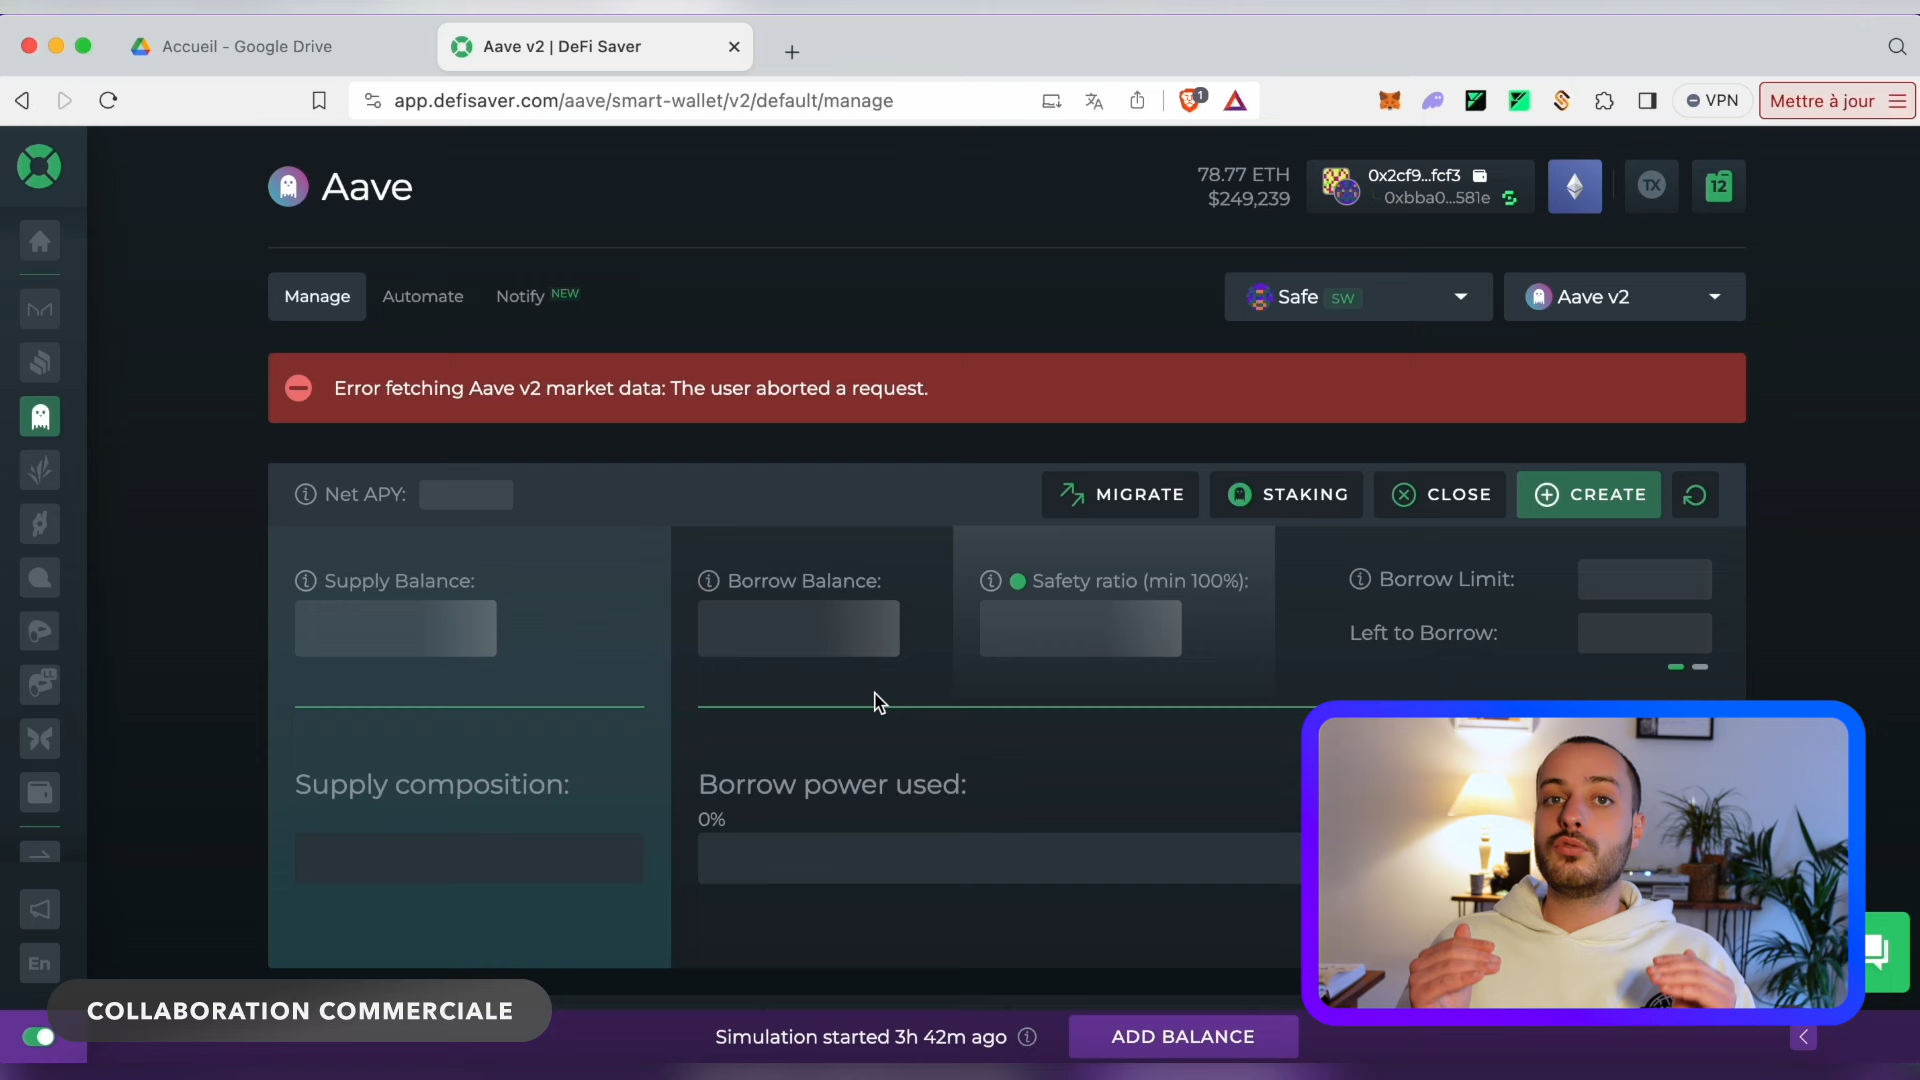 Accueil - Google Drive
Aave v2 | DeFi Saver
app.defisaver.com/aave/smart-wallet/v2/default/manage
1
VPN
Mettre à jour
Aave
78.77 ETH
$249,239
0x2cf9...fcf3
0xbba0...581e
TX
12
Manage
Automate
Notify NEW
Safe SW
Aave v2
Error fetching Aave v2 market data: The user aborted a request.
Net APY:
MIGRATE
STAKING
CLOSE
CREATE
Supply Balance:
Borrow Balance:
Safety ratio (min 100%):
Borrow Limit:
Left to Borrow:
Supply composition:
Borrow power used:
0%
En
COLLABORATION COMMERCIALE
Simulation started 3h 42m ago
ADD BALANCE